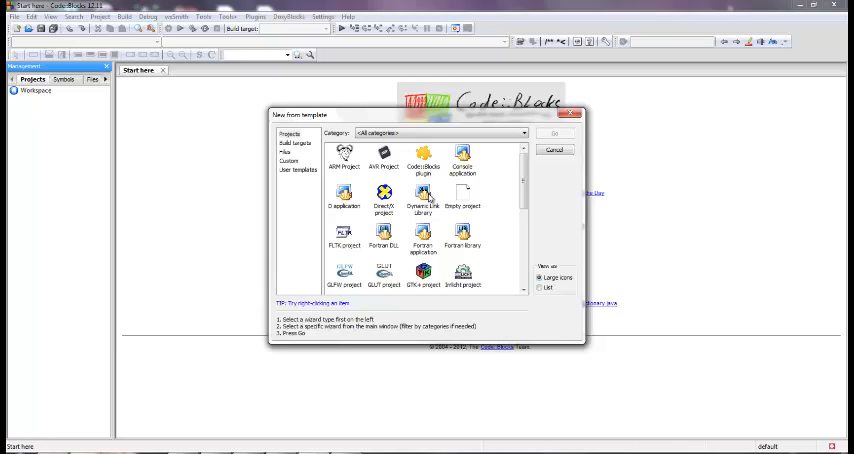 Start here - Code::Blocks 12.11
File Edit View Search Project Build Debug wxSmith Tools Tools+ Plugins DoxyBlocks Settings Help
Build target:
/** *<
S C
Management
Projects Symbols Files
Workspace
Start here
Code::Blocks
New from template
Projects
Build targets
Files
Custom
User templates
Category: <All categories>
Go
Cancel
ARM Project AVR Project Code::Blocks plugin Console application
D application Direct/X project Dynamic Link Library Empty project
FLTK project Fortran DLL Fortran application Fortran library
GLFW project GLUT project GTK+ project Irrlicht project
View as
Large icons
List
TIP: Try right-clicking an item
1. Select a wizard type first on the left
2. Select a specific wizard from the main window (filter by categories if needed)
3. Press Go
the Day
ctionary java
© 2004 - 2012, The Code::Blocks Team.
Start here
default